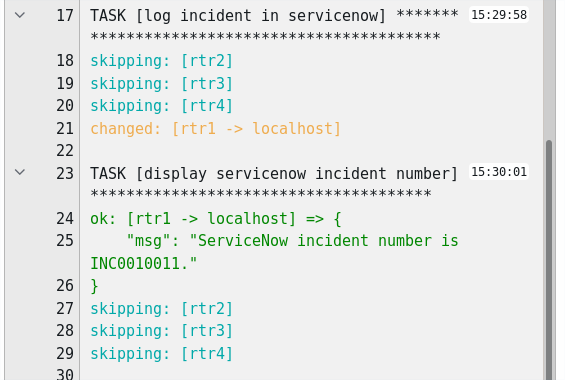 17 TASK [log incident in servicenow] ******* 15:29:58
***************************************
18 skipping: [rtr2]
19 skipping: [rtr3]
20 skipping: [rtr4]
21 changed: [rtr1 -> localhost]
22
23 TASK [display servicenow incident number] 15:30:01
**************************************
24 ok: [rtr1 -> localhost] => {
25     "msg": "ServiceNow incident number is
INC0010011."
26 }
27 skipping: [rtr2]
28 skipping: [rtr3]
29 skipping: [rtr4]
30